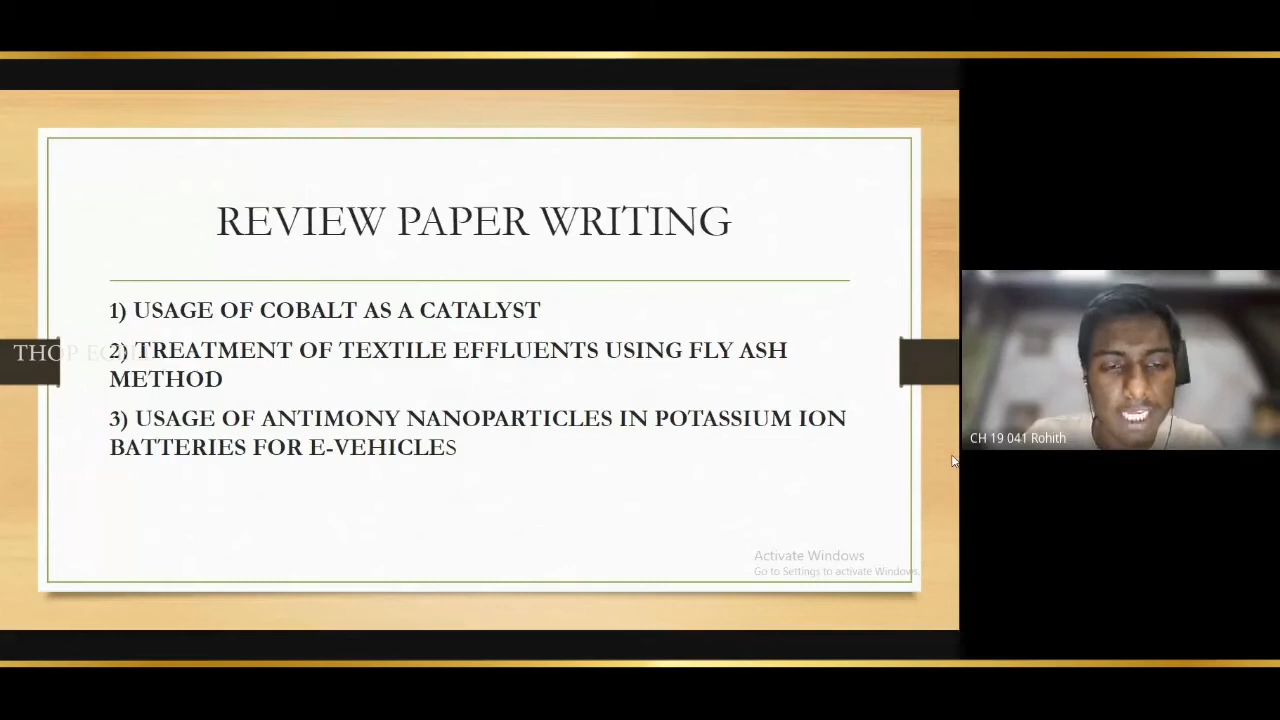 REVIEW PAPER WRITING
1) USAGE OF COBALT AS A CATALYST
2) TREATMENT OF TEXTILE EFFLUENTS USING FLY ASH
METHOD
3) USAGE OF ANTIMONY NANOPARTICLES IN POTASSIUM ION
BATTERIES FOR E-VEHICLES
THOP
CH 19 041 Rohith
Activate Windows
Go to Settings to activate Windows.